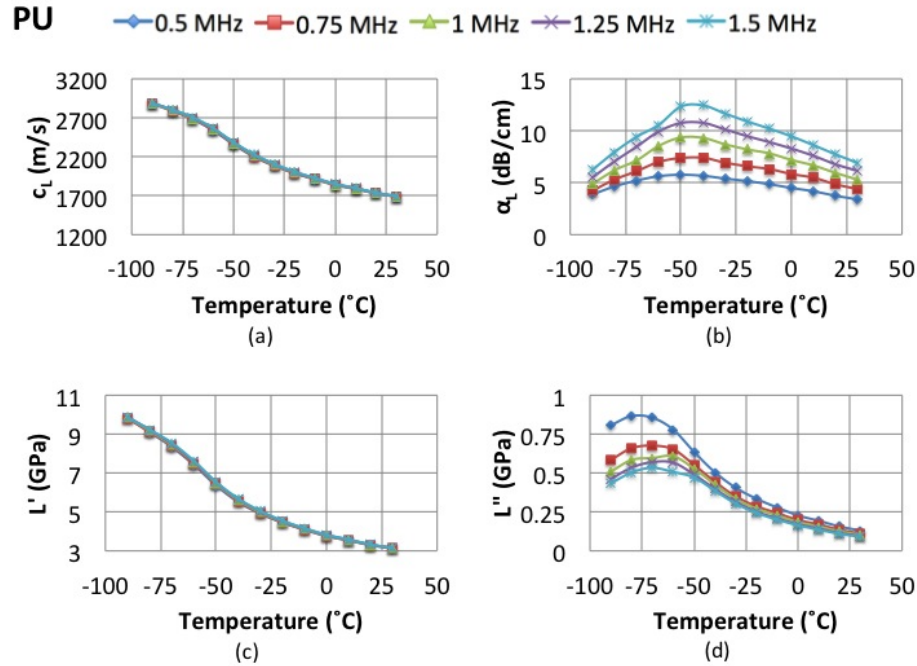 PU
0.5 MHz 0.75 MHz 1 MHz 1.25 MHz 1.5 MHz
3200
2700
2200
1700
1200
c_L (m/s)
-100 -75 -50 -25 0 25 50
Temperature (˚C)
(a)
15
10
5
0
α_L (dB/cm)
-100 -75 -50 -25 0 25 50
Temperature (˚C)
(b)
11
9
7
5
3
L' (GPa)
-100 -75 -50 -25 0 25 50
Temperature (˚C)
(c)
1
0.75
0.5
0.25
0
L" (GPa)
-100 -75 -50 -25 0 25 50
Temperature (˚C)
(d)